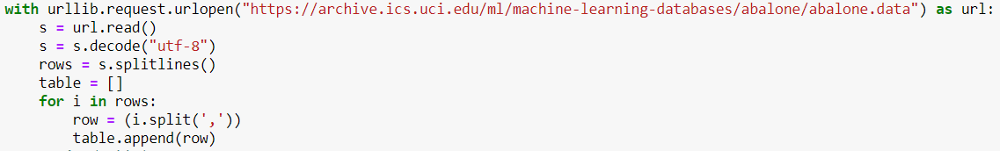 with urllib.request.urlopen("https://archive.ics.uci.edu/ml/machine-learning-databases/abalone/abalone.data") as url:
    s = url.read()
    s = s.decode("utf-8")
    rows = s.splitlines()
    table = []
    for i in rows:
        row = (i.split(','))
        table.append(row)